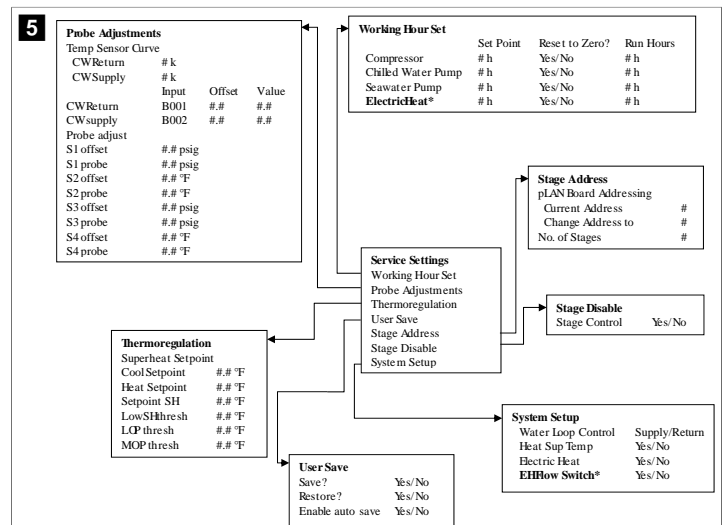 5
Probe Adjustments
Temp Sensor Curve
CWReturn # k
CWSupply # k
Input Offset Value
CWReturn B001 #.# #.#
CWsupply B002 #.# #.#
Probe adjust
S1 offset #.# psig
S1 probe #.# psig
S2 offset #.# °F
S2 probe #.# °F
S3 offset #.# psig
S3 probe #.# psig
S4 offset #.# °F
S4 probe #.# °F
Working Hour Set
Set Point Reset to Zero? Run Hours
Compressor # h Yes/No # h
Chilled Water Pump # h Yes/No # h
Seawater Pump # h Yes/No # h
ElectricHeat* # h Yes/No # h
Stage Address
pLAN Board Addressing
Current Address #
Change Address to #
No. of Stages #
Service Settings
Working Hour Set
Probe Adjustments
Thermoregulation
User Save
Stage Address
Stage Disable
System Setup
Stage Disable
Stage Control Yes/No
Thermoregulation
Superheat Setpoint
Cool Setpoint #.# °F
Heat Setpoint #.# °F
Setpoint SH #.# °F
LowSHthresh #.# °F
LOP thresh #.# °F
MOP thresh #.# °F
System Setup
Water Loop Control Supply/Return
Heat Sup Temp Yes/No
Electric Heat Yes/No
EHFlow Switch* Yes/No
User Save
Save? Yes/No
Restore? Yes/No
Enable auto save Yes/No